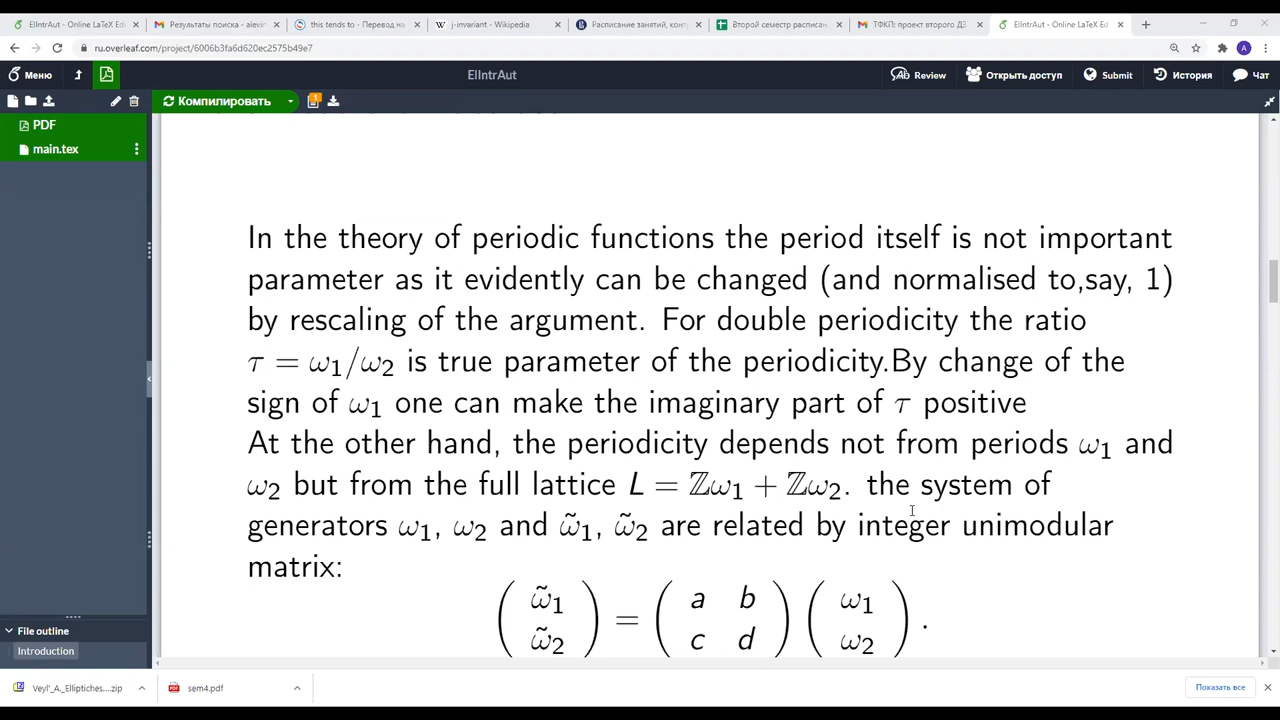 ElIntrAut - Online LaTeX Ed
Результаты поиска - alevin
this tends to - Перевод на
j-invariant - Wikipedia
Расписание занятий, конт
Второй семестр расписан
ТФКП: проект второго ДЗ
ElIntrAut - Online LaTeX Ed
ru.overleaf.com/project/6006b3fa6d620ec2575b49e7
A
Меню
ElIntrAut
Review
Открыть доступ
Submit
История
Чат
Компилировать
PDF
main.tex
In the theory of periodic functions the period itself is not important
parameter as it evidently can be changed (and normalised to,say, 1)
by rescaling of the argument. For double periodicity the ratio
τ = ω₁/ω₂ is true parameter of the periodicity.By change of the
sign of ω₁ one can make the imaginary part of τ positive
At the other hand, the periodicity depends not from periods ω₁ and
ω₂ but from the full lattice L = ℤω₁ + ℤω₂. the system of
generators ω₁, ω₂ and ω̃₁, ω̃₂ are related by integer unimodular
matrix:
( ω̃₁ ) = ( a b ) ( ω₁ ) .
( ω̃₂ ) ( c d ) ( ω₂ )
File outline
Introduction
Veyl'_A._Elliptiches....zip
sem4.pdf
Показать все